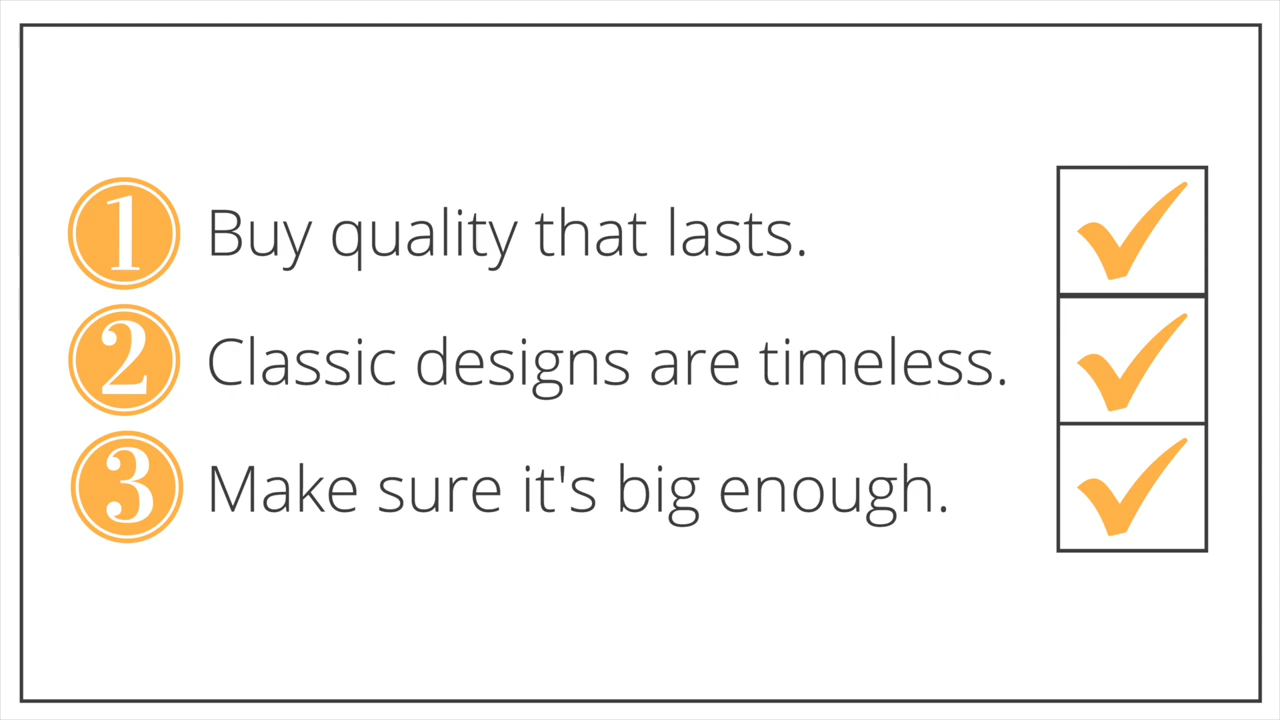 1 Buy quality that lasts.
2 Classic designs are timeless.
3 Make sure it's big enough.